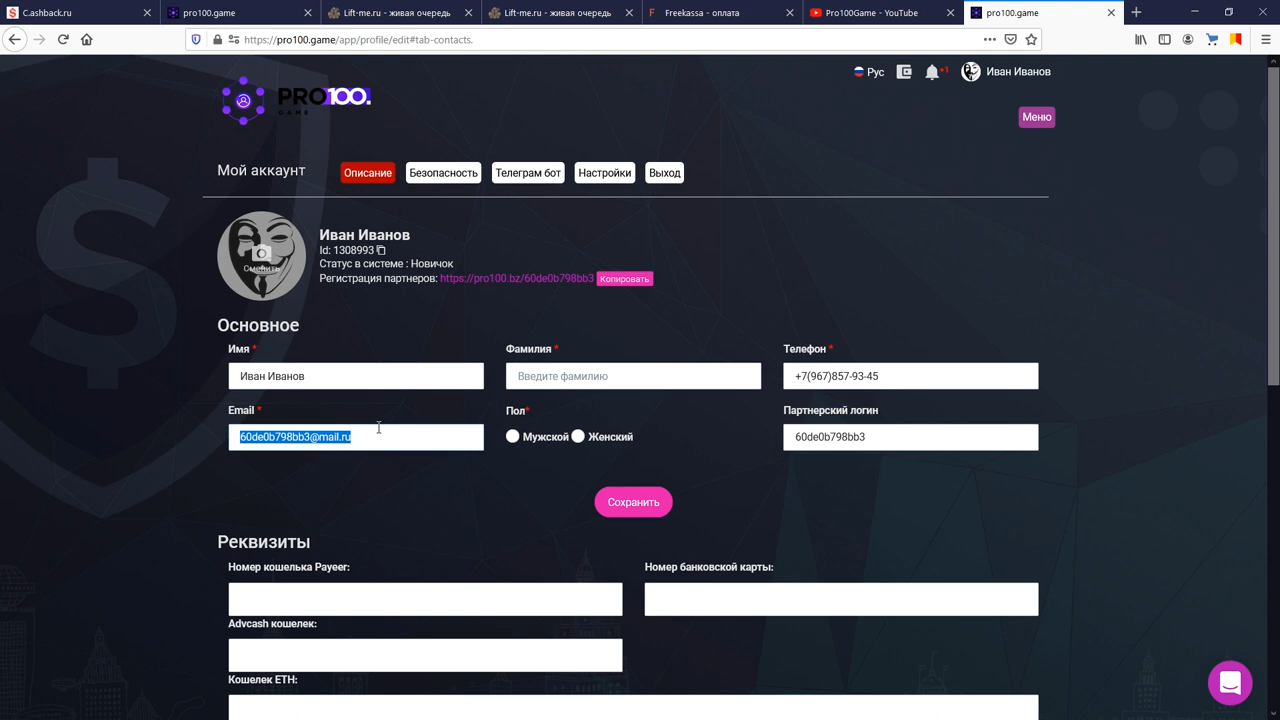 C.ashback.ru
pro100.game
Lift-me.ru - живая очередь
Lift-me.ru - живая очередь
Freekassa - оплата
Pro100Game - YouTube
pro100.game
https://pro100.game/app/profile/edit#tab-contacts.
Рус
+1
Иван Иванов
PRO100.
GAME
Меню
Мой аккаунт
Описание
Безопасность
Телеграм бот
Настройки
Выход
Сменить
Иван Иванов
Id: 1308993
Статус в системе : Новичок
Регистрация партнеров: https://pro100.bz/60de0b798bb3 Копировать
Основное
Имя *
Фамилия *
Телефон *
Иван Иванов
Введите фамилию
+7(967)857-93-45
Email *
Пол*
Партнерский логин
60de0b798bb3@mail.ru
Мужской
Женский
60de0b798bb3
Сохранить
Реквизиты
Номер кошелька Payeer:
Номер банковской карты:
Advcash кошелек:
Кошелек ETH: